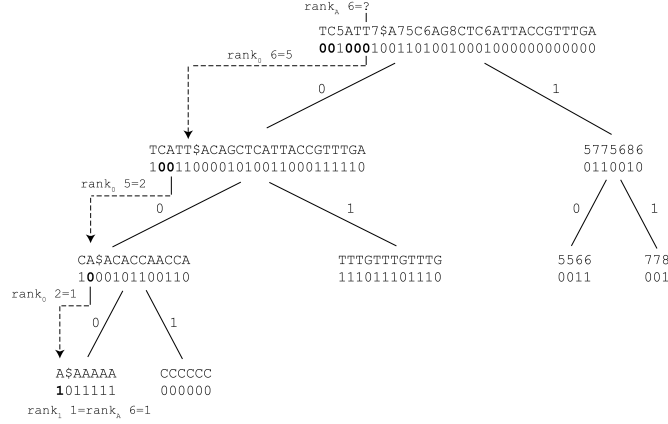 rank_A 6=?
TC5ATT7$A75C6AG8CTC6ATTACCGTTTGA
00100010011010010001000000000000
rank_0 6=5
0
1
TCATT$ACAGCTCATTACCGTTTGA
1001100001010011000111110
5775686
0110010
rank_0 5=2
0
1
0
1
CA$ACACCAACCA
1000101100110
TTTGTTTGTTTG
111011101110
5566
0011
778
001
rank_0 2=1
0
1
A$AAAAA
1011111
CCCCCC
000000
rank_1 1=rank_A 6=1